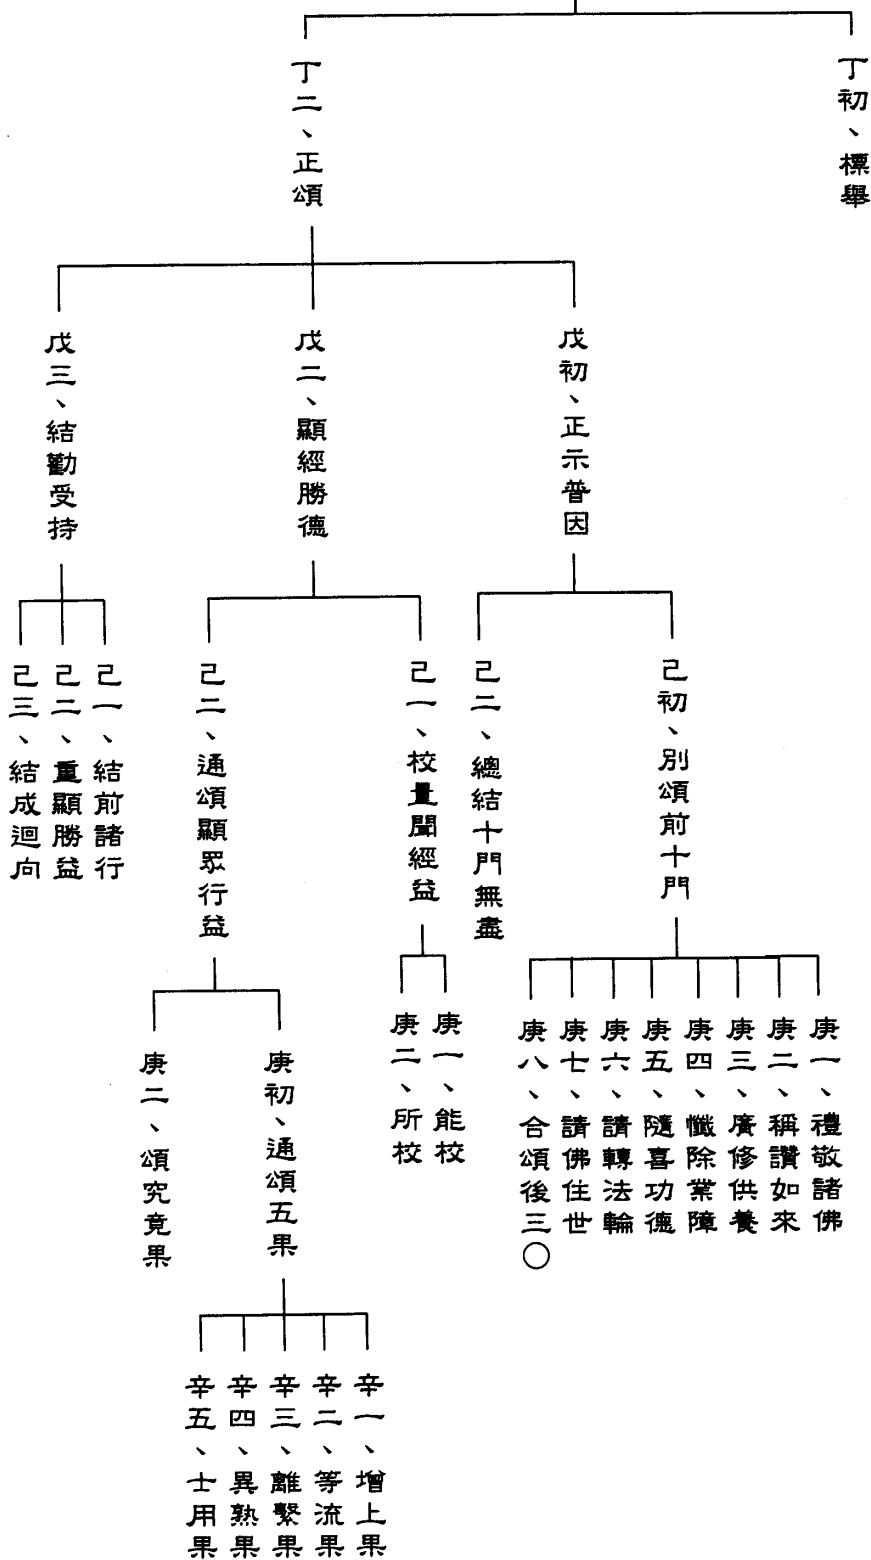 丁初、標舉
丁二、正頌
戊初、正示普因
戊二、顯經勝德
戊三、結勸受持
己初、別頌前十門
己二、總結十門無盡
己一、校量聞經益
己二、通頌顯眾行益
己一、結前諸行
己二、重顯勝益
己三、結成迴向
庚一、禮敬諸佛
庚二、稱讚如來
庚三、廣修供養
庚四、懺除業障
庚五、隨喜功德
庚六、請轉法輪
庚七、請佛住世
庚八、合頌後三○
庚一、能校
庚二、所校
庚初、通頌五果
庚二、頌究竟果
辛一、增上果
辛二、等流果
辛三、離繫果
辛四、異熟果
辛五、士用果